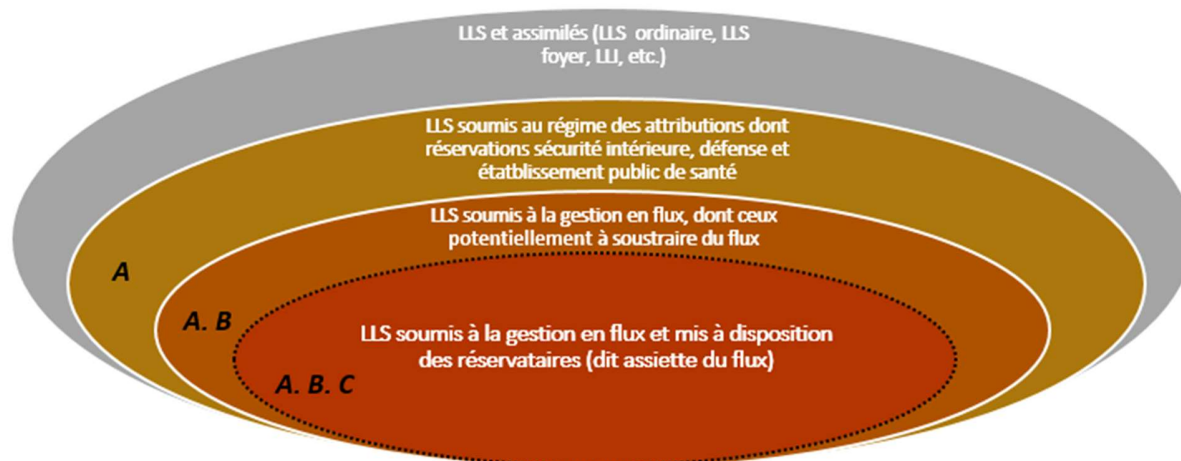 LLS et assimilés (LLS ordinaire, LLS
foyer, LLI, etc.)
LLS soumis au régime des attributions dont
réservations sécurité intérieure, défense et
étatblissement public de santé
LLS soumis à la gestion en flux, dont ceux
potentiellement à soustraire du flux
A
A. B
LLS soumis à la gestion en flux et mis à disposition
des réservataires (dit assiette du flux)
A. B. C